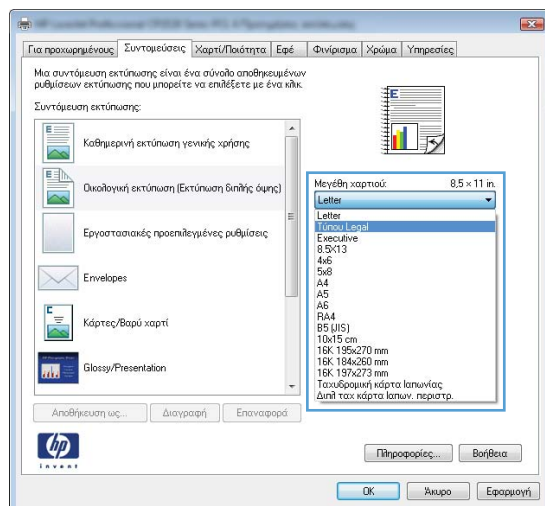 Για προχωρημένους Συντομεύσεις Χαρτί/Ποιότητα Εφέ Φινίρισμα Χρώμα Υπηρεσίες
Μια συντόμευση εκτύπωσης είναι ένα σύνολο αποθηκευμένων
ρυθμίσεων εκτύπωσης που μπορείτε να επιλέξετε με ένα κλικ.
Συντόμευση εκτύπωσης:
Καθημερινή εκτύπωση γενικής χρήσης
Οικολογική εκτύπωση (Εκτύπωση διπλής όψης)
Εργοστασιακές προεπιλεγμένες ρυθμίσεις
Envelopes
Κάρτες/Βαρύ χαρτί
Glossy/Presentation
Αποθήκευση ως... Διαγραφή Επαναφορά
Μεγέθη χαρτιού: 8,5 × 11 in.
Letter
Letter
Τύπου Legal
Executive
8.5X13
4x6
5x8
A4
A5
A6
RA4
B5 (JIS)
10x15 cm
16K 195x270 mm
16K 184x260 mm
16K 197x273 mm
Ταχυδρομική κάρτα Ιαπωνίας
Διπλ ταχ κάρτα Ιαπων. περιστρ.
hp
invent
Πληροφορίες... Βοήθεια
OK Άκυρο Εφαρμογή